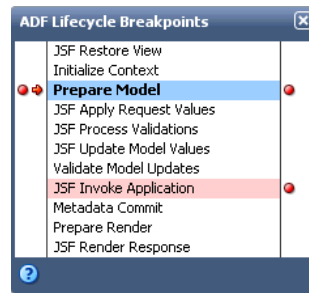 ADF Lifecycle Breakpoints
JSF Restore View
Initialize Context
Prepare Model
JSF Apply Request Values
JSF Process Validations
JSF Update Model Values
Validate Model Updates
JSF Invoke Application
Metadata Commit
Prepare Render
JSF Render Response
?